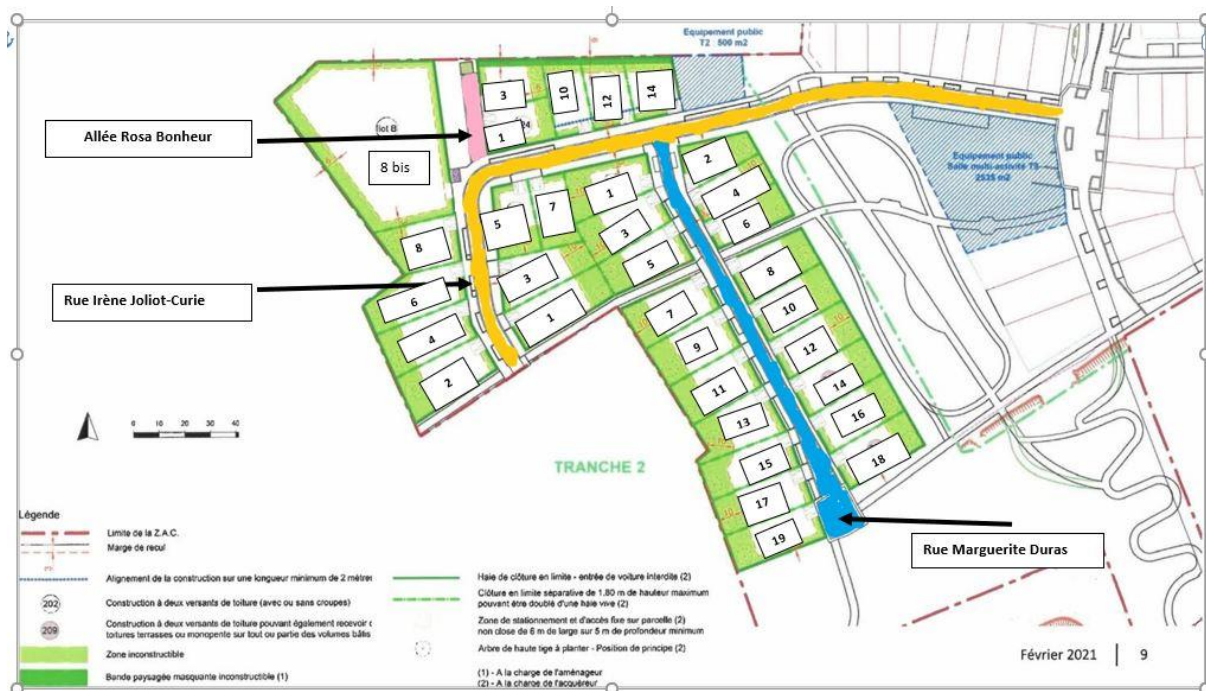 Equipement public
T2 500 m2
Allée Rosa Bonheur
îlot B
8 bis
3
10
12
14
1
24
Equipement public
Salle multi-activité T5
2535 m2
5
7
1
2
4
3
6
8
5
Rue Irène Joliot-Curie
3
6
8
1
10
7
4
9
12
2
11
14
13
16
15
18
17
19
0 10 20 30 40
TRANCHE 2
Rue Marguerite Duras
Légende
Limite de la Z.A.C.
Marge de recul
Alignement de la construction sur une longueur minimum de 2 mètres
202
Construction à deux versants de toiture (avec ou sans croupes)
209
Construction à deux versants de toiture pouvant également recevoir d
toitures terrasses ou monopente sur tout ou partie des volumes bâtis
Zone inconstructible
Bande paysagée masquante inconstructible (1)
Haie de clôture en limite - entrée de voiture interdite (2)
Clôture en limite séparative de 1.80 m de hauteur maximum
pouvant être doublé d'une haie vive (2)
Zone de stationnement et d'accès fixe sur parcelle (2)
non close de 6 m de large sur 5 m de profondeur minimum
Arbre de haute tige à planter - Position de principe (2)
(1) - A la charge de l'aménageur
(2) - A la charge de l'acquéreur
Février 2021 | 9